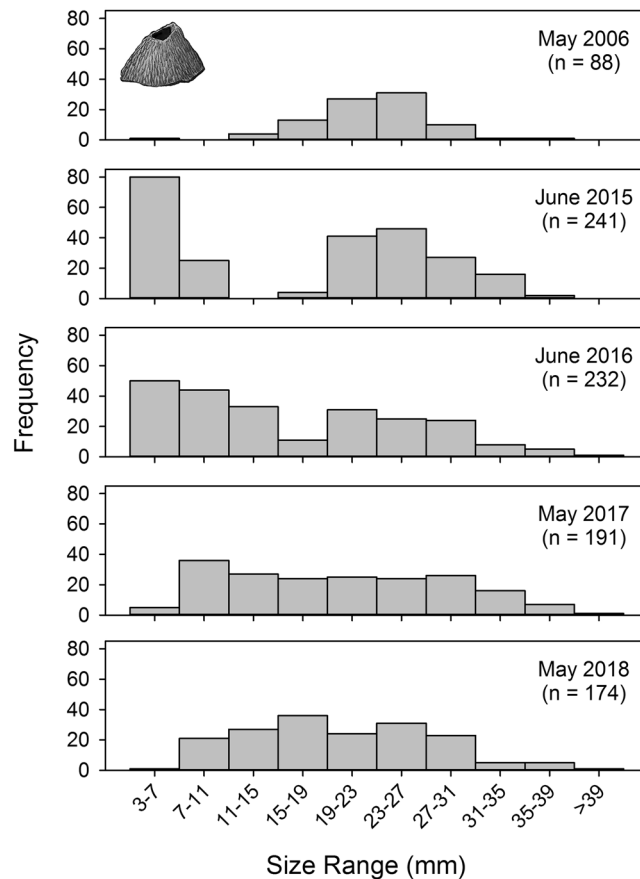 80
60
40
20
0
May 2006
(n = 88)
80
60
40
20
0
June 2015
(n = 241)
80
60
40
20
0
June 2016
(n = 232)
80
60
40
20
0
May 2017
(n = 191)
80
60
40
20
0
May 2018
(n = 174)
Frequency
3-7
7-11
11-15
15-19
19-23
23-27
27-31
31-35
35-39
>39
Size Range (mm)